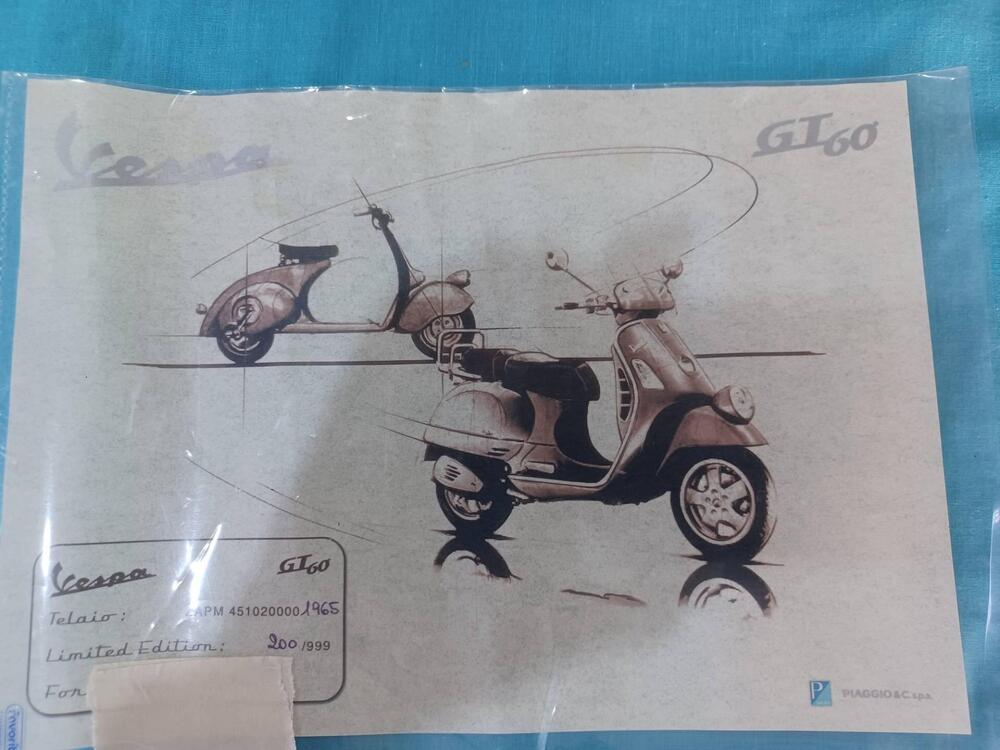 Vespa
GT60
Vespa
GT60
Telaio: ZAPM 451020000 1965
Limited Edition: 200 /999
For
P
PIAGGIO & C. s.p.a.